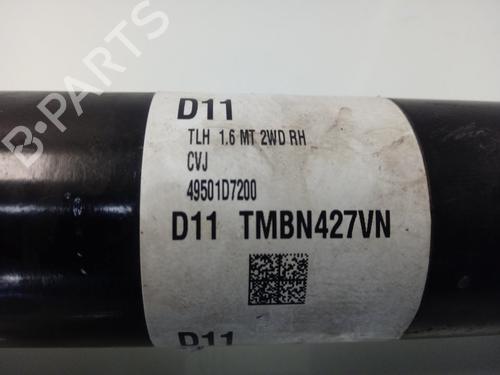 D11
TLH 1.6 MT 2WD RH
CVJ
49501D7200
D11 TMBN427VN
D11
B-PARTS